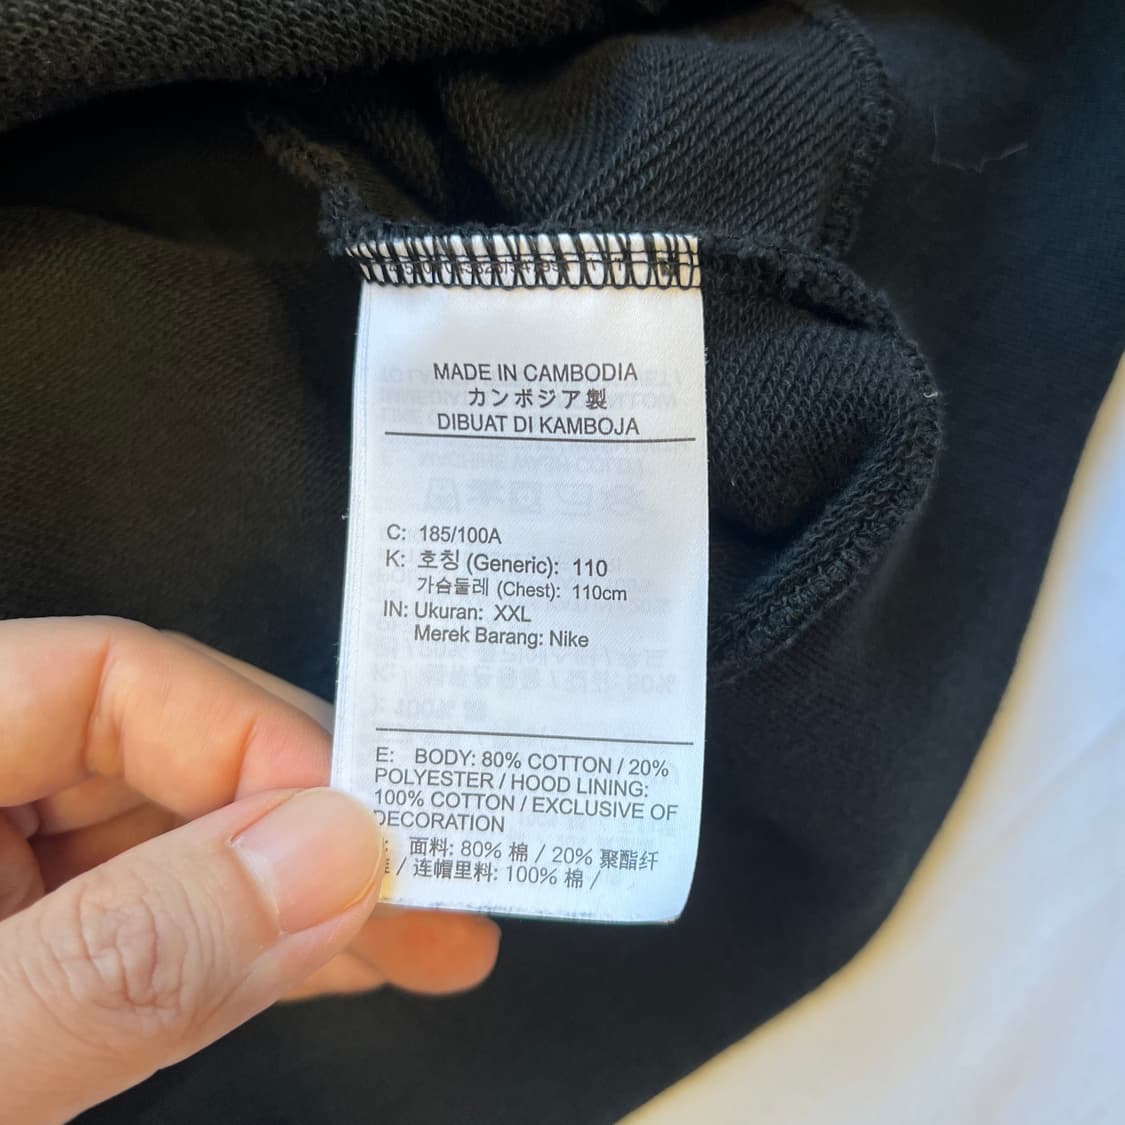 MADE IN CAMBODIA
カンボジア製
DIBUAT DI KAMBOJA
C: 185/100A
K: 호칭 (Generic): 110
가슴둘레 (Chest): 110cm
IN: Ukuran: XXL
Merek Barang: Nike
E: BODY: 80% COTTON / 20%
POLYESTER / HOOD LINING:
100% COTTON / EXCLUSIVE OF
DECORATION
面料: 80% 棉 / 20% 聚酯纤
/ 连帽里料: 100% 棉 /